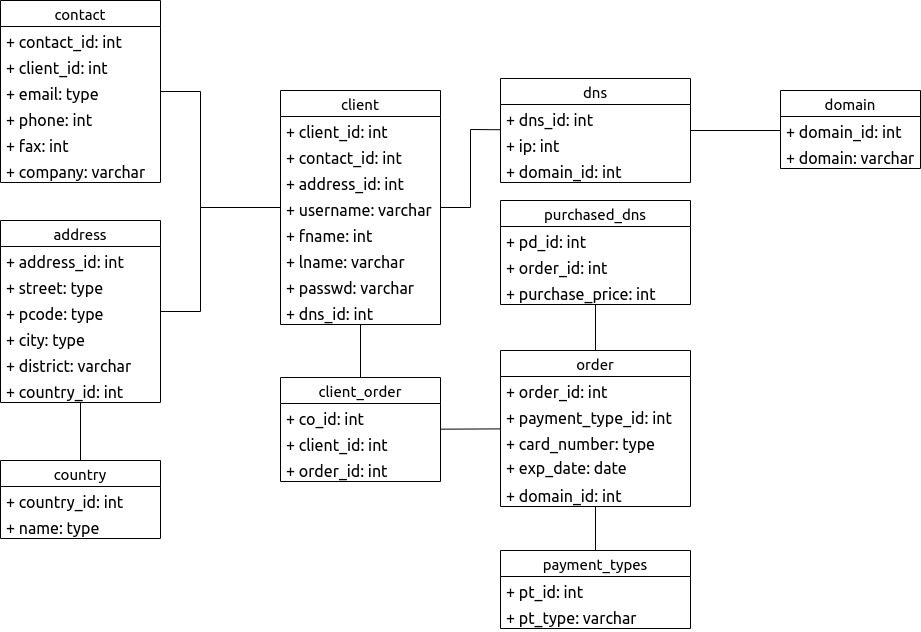 contact
+ contact_id: int
+ client_id: int
+ email: type
+ phone: int
+ fax: int
+ company: varchar
address
+ address_id: int
+ street: type
+ pcode: type
+ city: type
+ district: varchar
+ country_id: int
country
+ country_id: int
+ name: type
client
+ client_id: int
+ contact_id: int
+ address_id: int
+ username: varchar
+ fname: int
+ lname: varchar
+ passwd: varchar
+ dns_id: int
client_order
+ co_id: int
+ client_id: int
+ order_id: int
dns
+ dns_id: int
+ ip: int
+ domain_id: int
purchased_dns
+ pd_id: int
+ order_id: int
+ purchase_price: int
order
+ order_id: int
+ payment_type_id: int
+ card_number: type
+ exp_date: date
+ domain_id: int
payment_types
+ pt_id: int
+ pt_type: varchar
domain
+ domain_id: int
+ domain: varchar